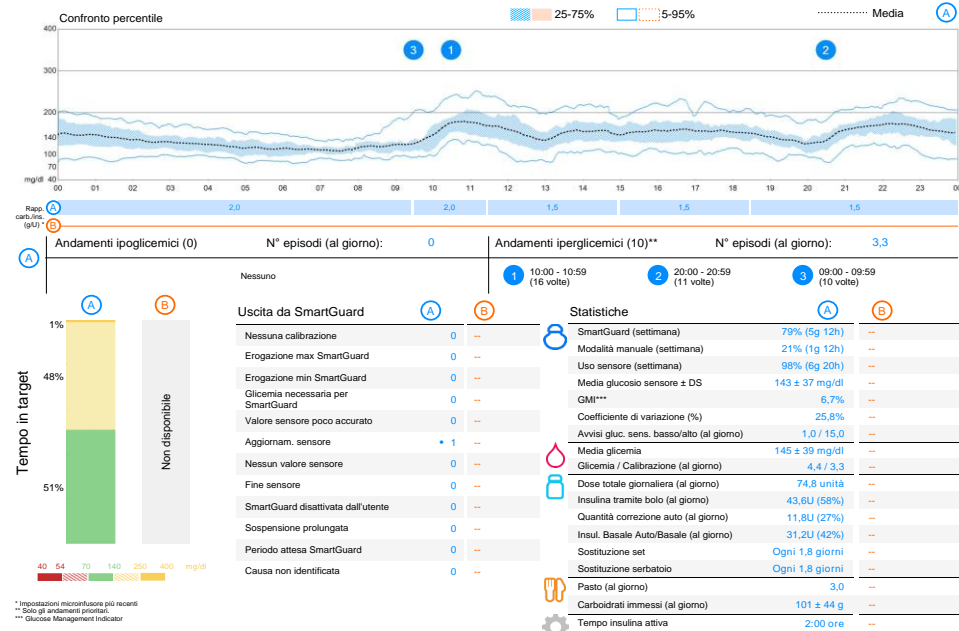 Confronto percentile
25-75%
5-95%
Media
A
400
300
200
140
100
70
mg/dl 40
3
1
2
00 01 02 03 04 05 06 07 08 09 10 11 12 13 14 15 16 17 18 19 20 21 22 23 00
Rapp. carb./ins. (g/U) *
A
2,0 2,0 1,5 1,5 1,5
B
A
Andamenti ipoglicemici (0) N° episodi (al giorno): 0
Andamenti iperglicemici (10)** N° episodi (al giorno): 3,3
Nessuno
1 10:00 - 10:59 (16 volte)
2 20:00 - 20:59 (11 volte)
3 09:00 - 09:59 (10 volte)
Tempo in target
A B
1%
48%
51%
Non disponibile
40 54 70 140 250 400 mg/dl
Uscita da SmartGuard A B
Nessuna calibrazione 0 --
Erogazione max SmartGuard 0 --
Erogazione min SmartGuard 0 --
Glicemia necessaria per
SmartGuard 0 --
Valore sensore poco accurato 0 --
Aggiornam. sensore • 1 --
Nessun valore sensore 0 --
Fine sensore 0 --
SmartGuard disattivata dall'utente 0 --
Sospensione prolungata 0 --
Periodo attesa SmartGuard 0 --
Causa non identificata 0 --
Statistiche A B
SmartGuard (settimana) 79% (5g 12h) --
Modalità manuale (settimana) 21% (1g 12h) --
Uso sensore (settimana) 98% (6g 20h) --
Media glucosio sensore ± DS 143 ± 37 mg/dl --
GMI*** 6,7% --
Coefficiente di variazione (%) 25,8% --
Avvisi gluc. sens. basso/alto (al giorno) 1,0 / 15,0 --
Media glicemia 145 ± 39 mg/dl --
Glicemia / Calibrazione (al giorno) 4,4 / 3,3 --
Dose totale giornaliera (al giorno) 74,8 unità --
Insulina tramite bolo (al giorno) 43,6U (58%) --
Quantità correzione auto (al giorno) 11,8U (27%) --
Insul. Basale Auto/Basale (al giorno) 31,2U (42%) --
Sostituzione set Ogni 1,8 giorni --
Sostituzione serbatoio Ogni 1,8 giorni --
Pasto (al giorno) 3,0 --
Carboidrati immessi (al giorno) 101 ± 44 g --
Tempo insulina attiva 2:00 ore --
* Impostazioni microinfusore più recenti
** Solo gli andamenti prioritari.
*** Glucose Management Indicator